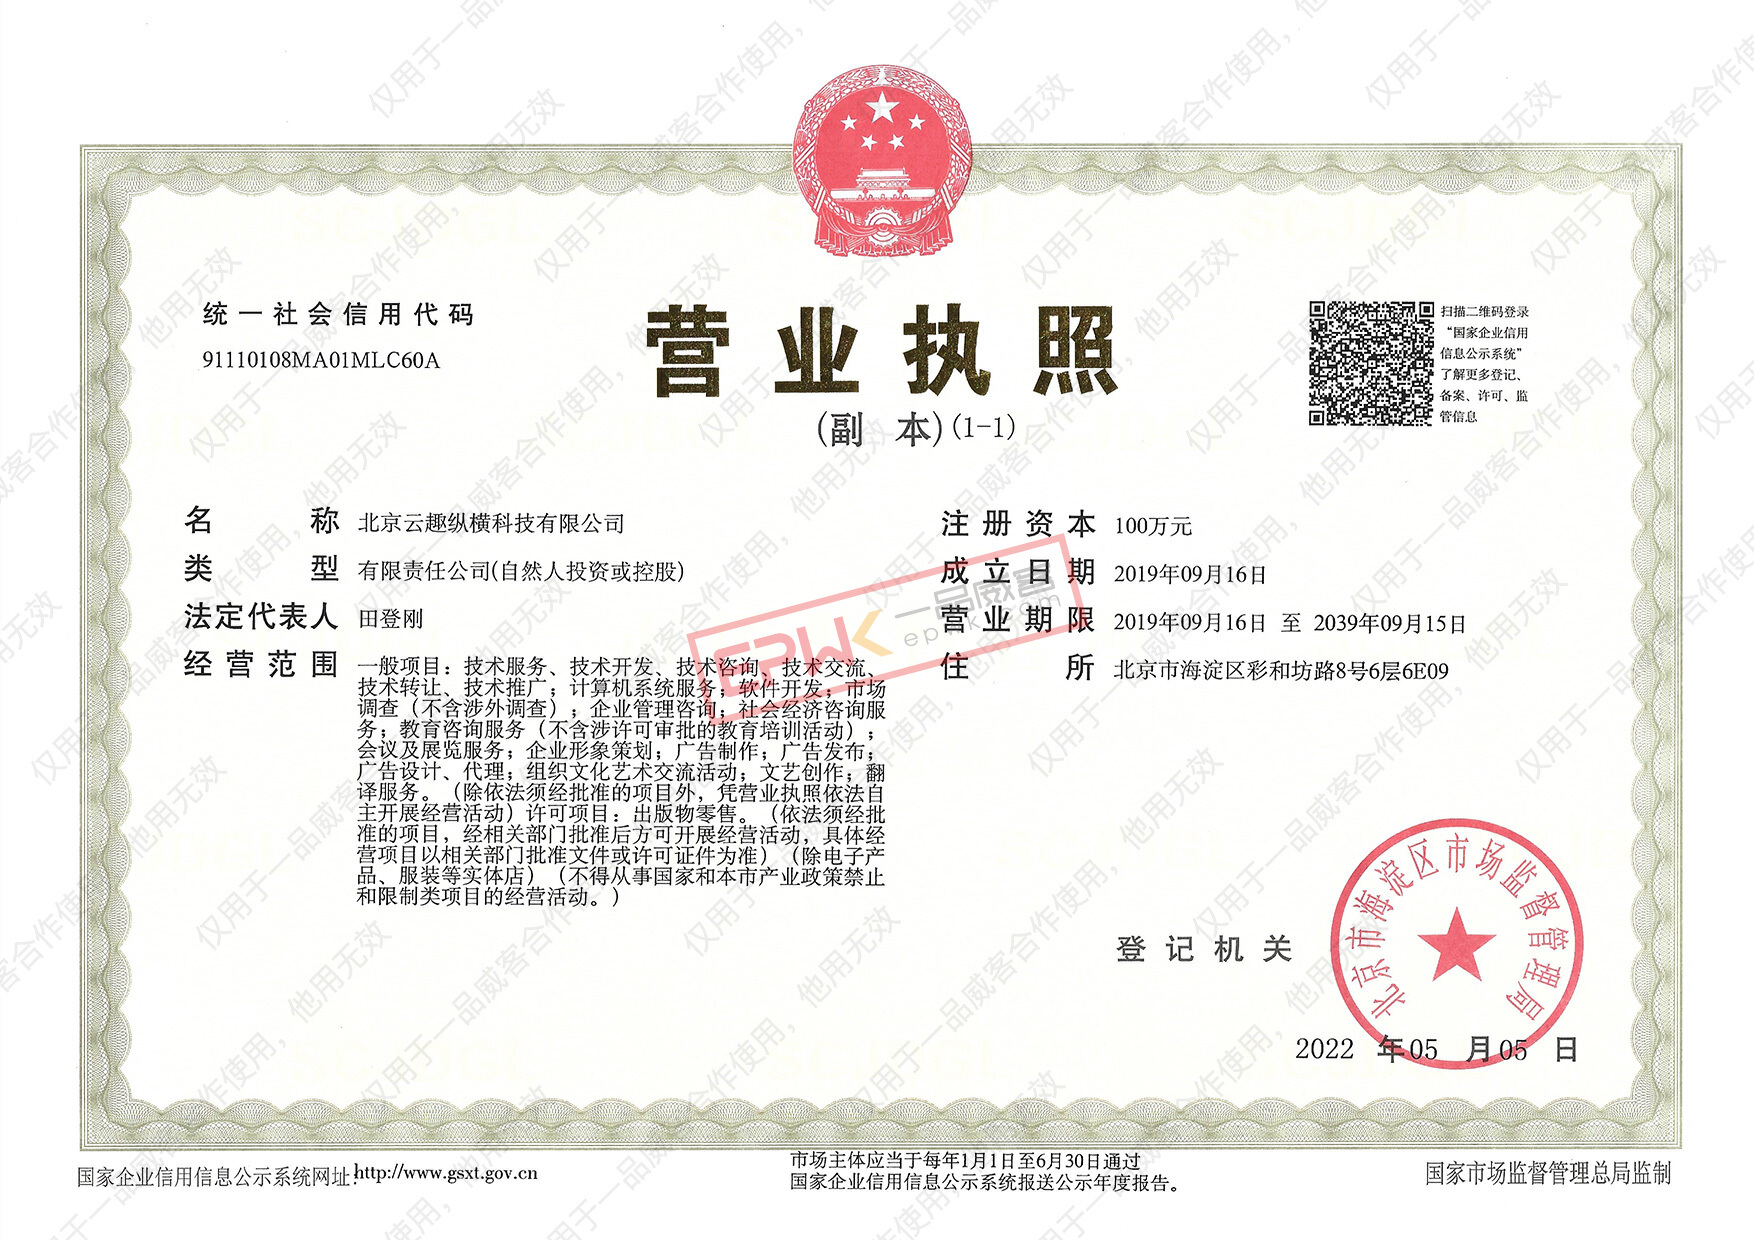 统一社会信用代码
91110108MA01MLC60A
营业执照
(副 本)(1-1)
扫描二维码登录
“国家企业信用
信息公示系统”
了解更多登记、
备案、许可、监
管信息
名 称 北京云趣纵横科技有限公司
类 型 有限责任公司(自然人投资或控股)
法定代表人 田登刚
经营范围 一般项目：技术服务、技术开发、技术咨询、技术交流、
技术转让、技术推广；计算机系统服务；软件开发；市场
调查（不含涉外调查）；企业管理咨询；社会经济咨询服
务；教育咨询服务（不含涉许可审批的教育培训活动）；
会议及展览服务；企业形象策划；广告制作；广告发布；
广告设计、代理；组织文化艺术交流活动；文艺创作；翻
译服务。（除依法须经批准的项目外，凭营业执照依法自
主开展经营活动）许可项目：出版物零售。（依法须经批
准的项目，经相关部门批准后方可开展经营活动，具体经
营项目以相关部门批准文件或许可证件为准）（除电子产
品、服装等实体店）（不得从事国家和本市产业政策禁止
和限制类项目的经营活动。）
注册资本 100万元
成立日期 2019年09月16日
营业期限 2019年09月16日 至 2039年09月15日
住 所 北京市海淀区彩和坊路8号6层6E09
EPWK 一品威客
epwk.com
登记机关
北京市海淀区市场监督管理局
2022 年05 月05 日
国家企业信用信息公示系统网址:http://www.gsxt.gov.cn
市场主体应当于每年1月1日至6月30日通过
国家企业信用信息公示系统报送公示年度报告。
国家市场监督管理总局监制
仅用于一品威客合作使用，他用无效